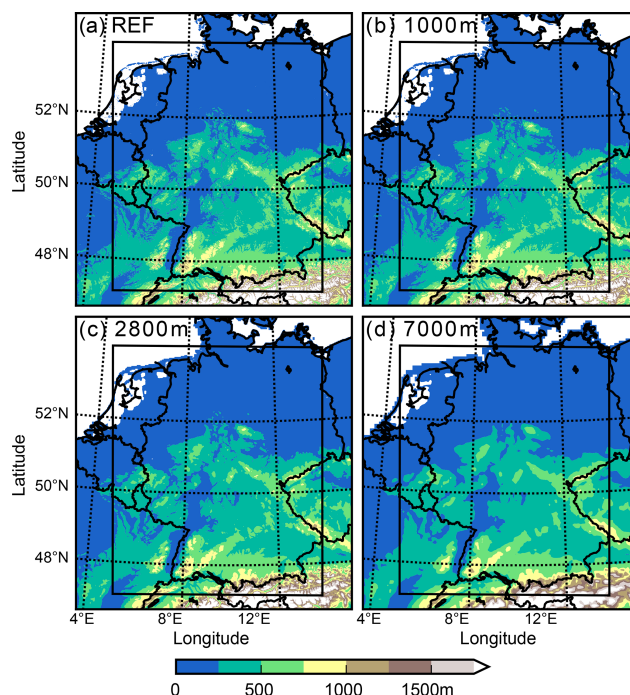 (a) REF
(b) 1000m
52°N
50°N
48°N
Latitude
(c) 2800m
(d) 7000m
52°N
50°N
48°N
Latitude
4°E 8°E 12°E
4°E 8°E 12°E
Longitude
Longitude
0 500 1000 1500m